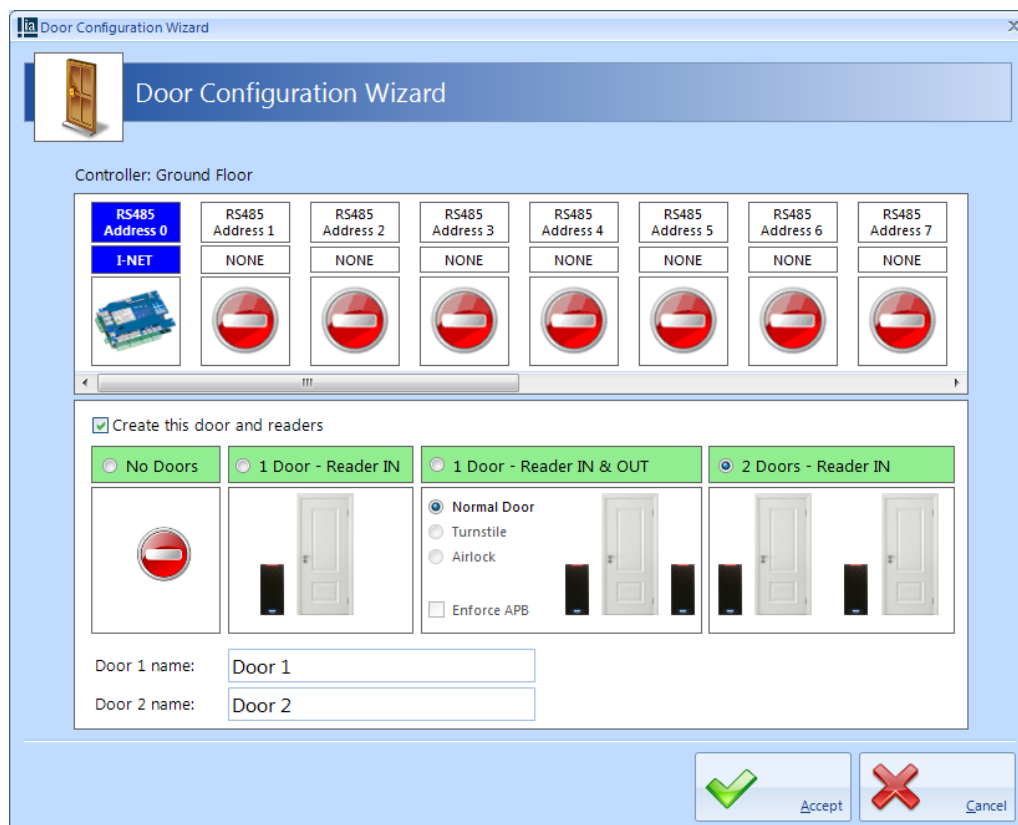 ia Door Configuration Wizard
Door Configuration Wizard
Controller: Ground Floor
RS485 Address 0
RS485 Address 1
RS485 Address 2
RS485 Address 3
RS485 Address 4
RS485 Address 5
RS485 Address 6
RS485 Address 7
I-NET NONE NONE NONE NONE NONE NONE NONE
Create this door and readers
No Doors 1 Door - Reader IN 1 Door - Reader IN & OUT 2 Doors - Reader IN
Normal Door
Turnstile
Airlock
Enforce APB
Door 1 name: Door 1
Door 2 name: Door 2
Accept Cancel